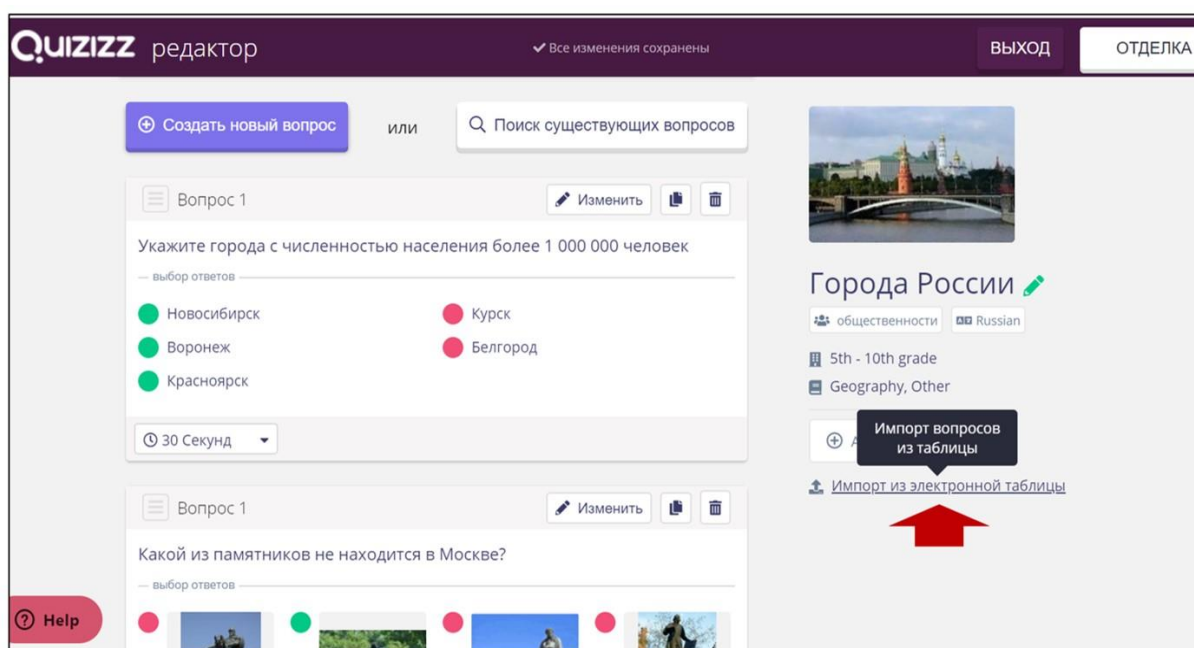 Quizizz редактор
Все изменения сохранены
ВЫХОД
ОТДЕЛКА
Создать новый вопрос
или
Поиск существующих вопросов
Вопрос 1
Изменить
Укажите города с численностью населения более 1 000 000 человек
выбор ответов
Новосибирск
Курск
Воронеж
Белгород
Красноярск
30 Секунд
Вопрос 1
Изменить
Какой из памятников не находится в Москве?
выбор ответов
Help
Города России
общественности
Russian
5th - 10th grade
Geography, Other
Импорт вопросов
из таблицы
Импорт из электронной таблицы